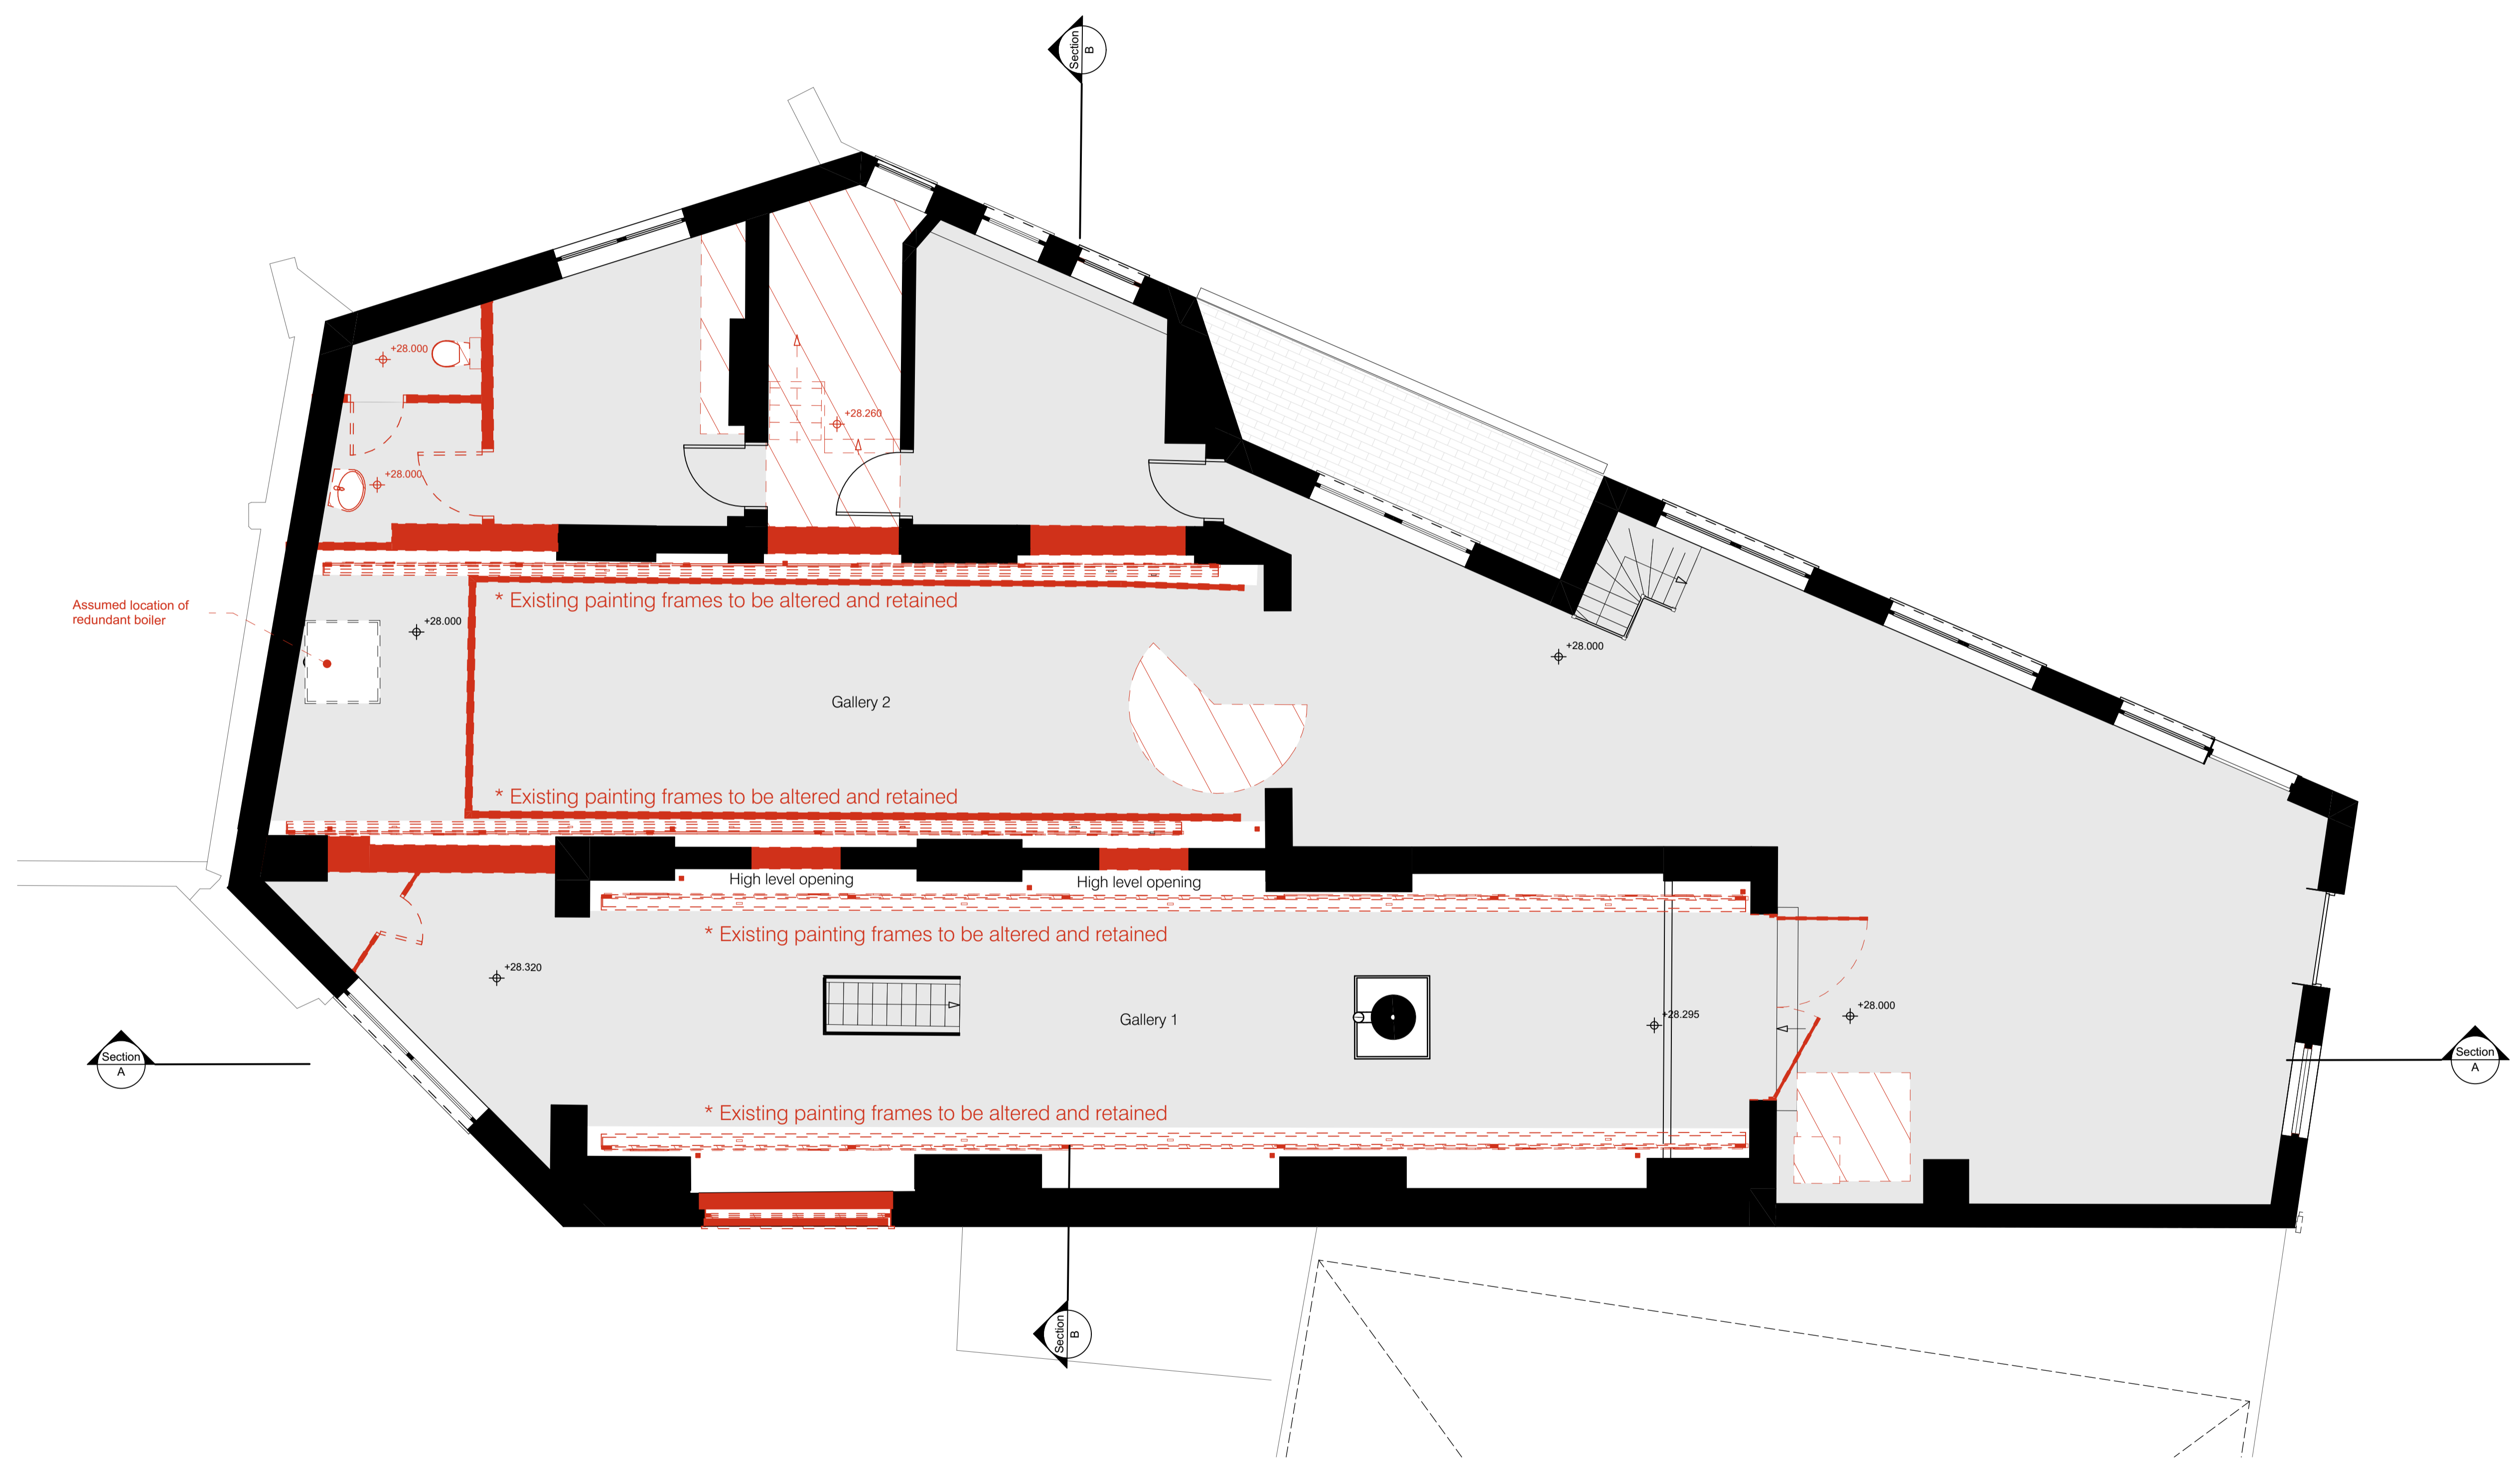 Section
B
+28.000
+28.260
+28.000
* Existing painting frames to be altered and retained
Assumed location of
redundant boiler
+28.000
+28.000
Gallery 2
* Existing painting frames to be altered and retained
High level opening
High level opening
* Existing painting frames to be altered and retained
+28.320
+28.000
+28.295
Gallery 1
Section
A
Section
A
* Existing painting frames to be altered and retained
Section
B